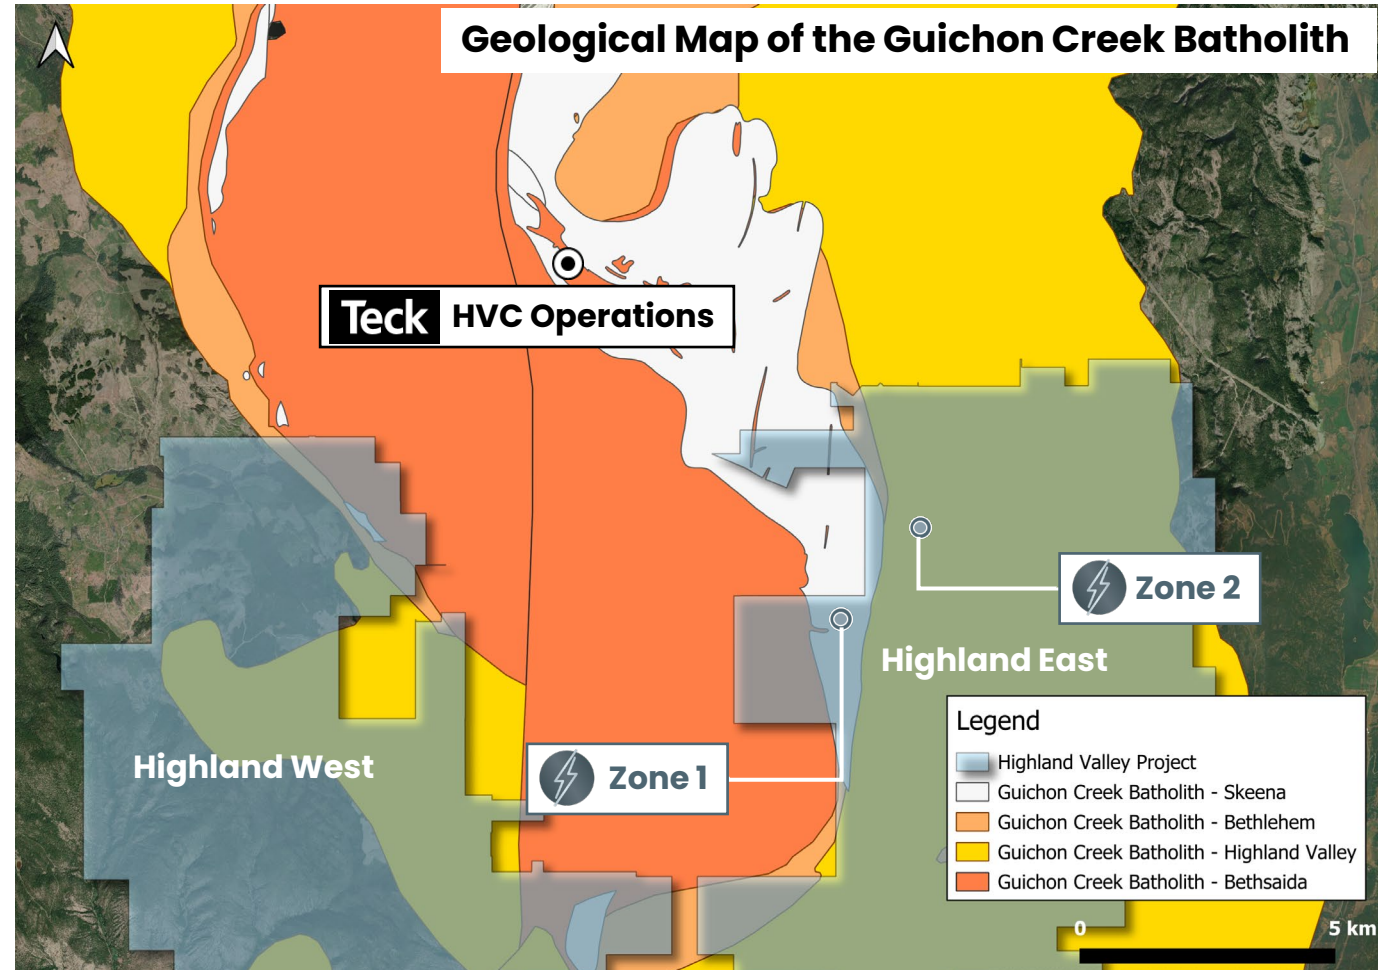 Geological Map of the Guichon Creek Batholith
Teck HVC Operations
Zone 2
Highland East
Highland West
Zone 1
Legend
Highland Valley Project
Guichon Creek Batholith - Skeena
Guichon Creek Batholith - Bethlehem
Guichon Creek Batholith - Highland Valley
Guichon Creek Batholith - Bethsaida
0 5 km